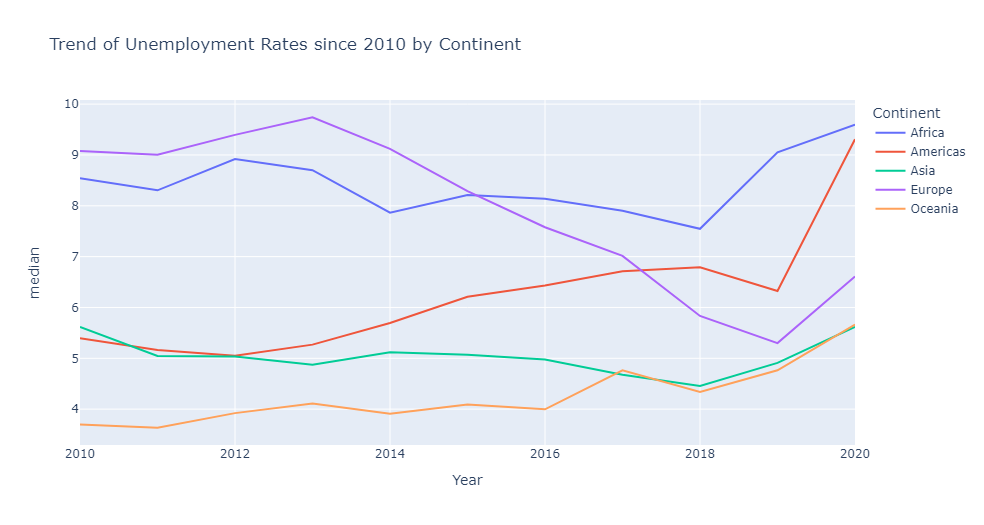 Trend of Unemployment Rates since 2010 by Continent
Continent
Africa
Americas
Asia
Europe
Oceania
median
10
9
8
7
6
5
4
2010 2012 2014 2016 2018 2020
Year